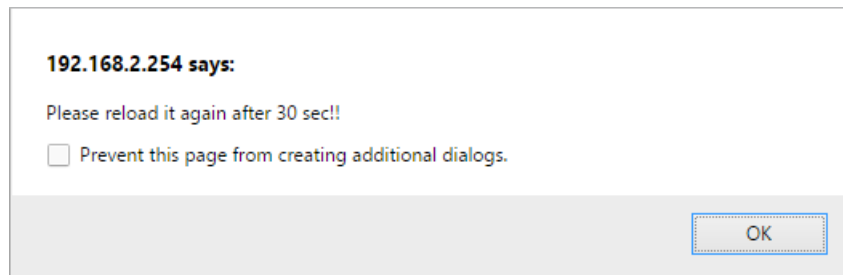 192.168.2.254 says:
Please reload it again after 30 sec!!
Prevent this page from creating additional dialogs.
OK